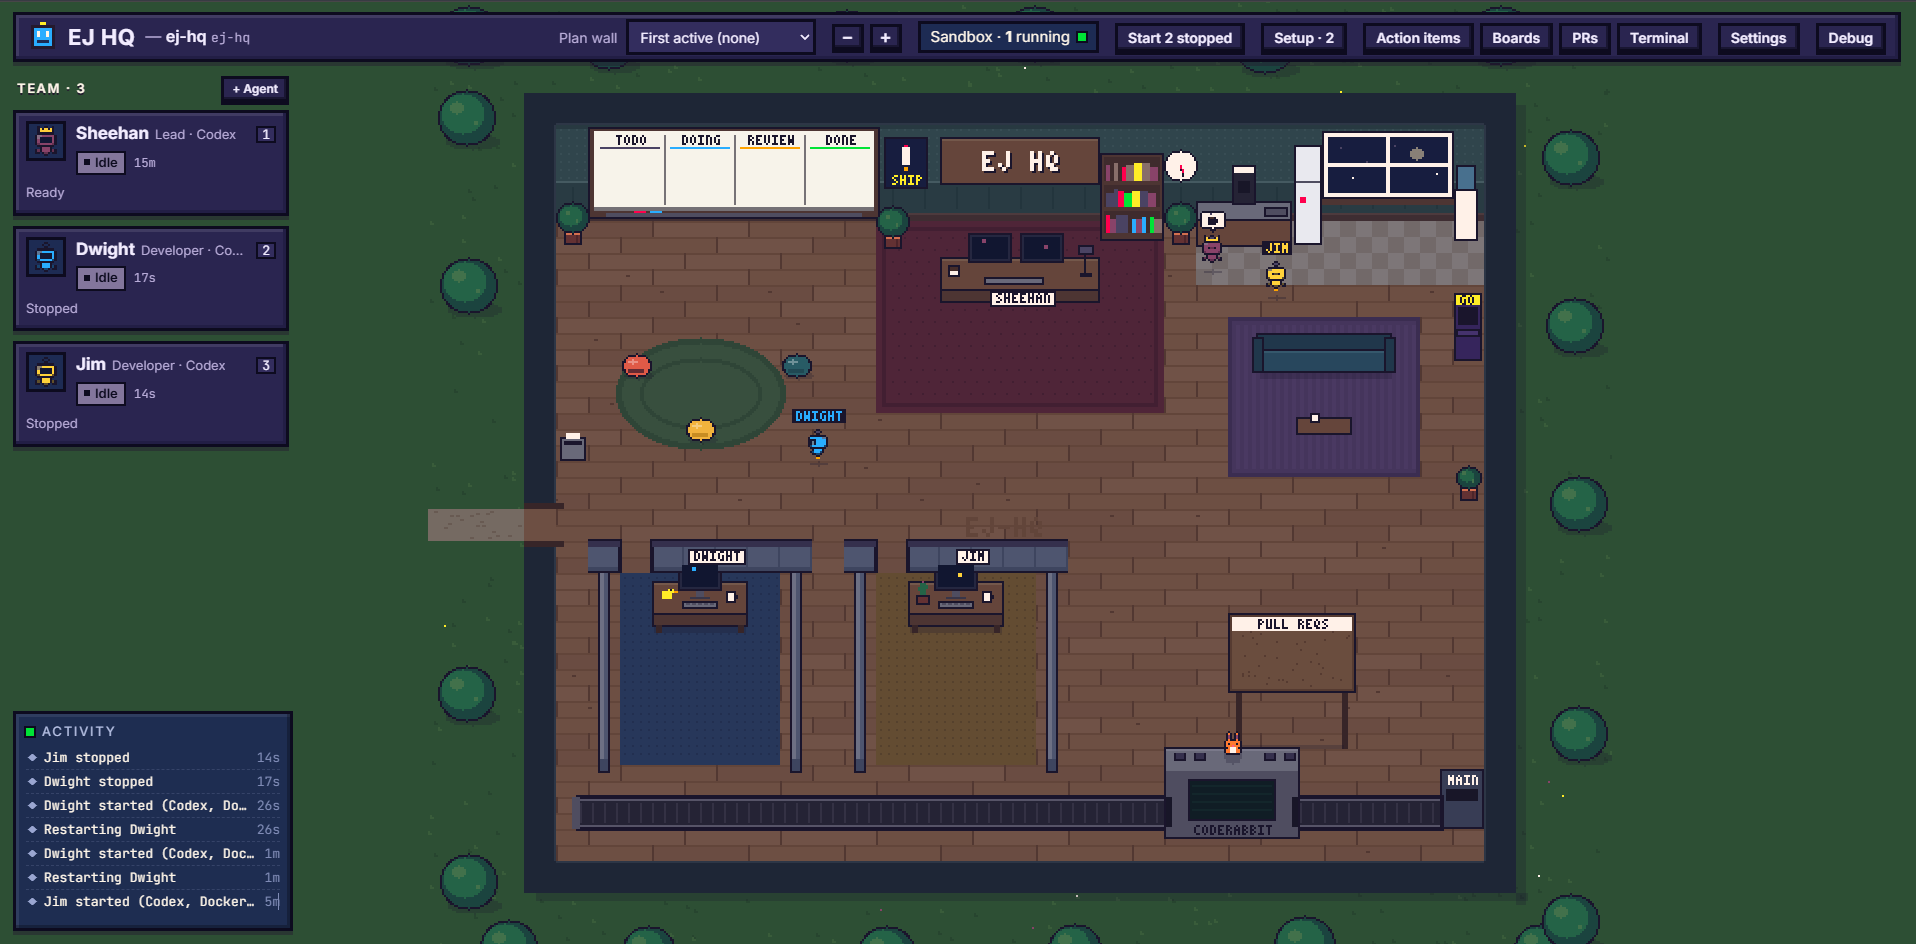 EJ HQ — ej-hq ej-hq
Plan wall First active (none) − +
Sandbox · 1 running
Start 2 stopped
Setup · 2
Action items
Boards
PRs
Terminal
Settings
Debug
TEAM · 3
+ Agent
Sheehan Lead · Codex 1
Idle 15m
Ready
Dwight Developer · Co… 2
Idle 17s
Stopped
Jim Developer · Codex 3
Idle 14s
Stopped
TODO DOING REVIEW DONE
SHIP
EJ HQ
JIM
SHEEHAN
GO
DWIGHT
EJ-HQ
DWIGHT
JIM
PULL REQS
MAIN
CODERABBIT
ACTIVITY
Jim stopped 14s
Dwight stopped 17s
Dwight started (Codex, Do… 26s
Restarting Dwight 26s
Dwight started (Codex, Doc… 1m
Restarting Dwight 1m
Jim started (Codex, Docker… 5m